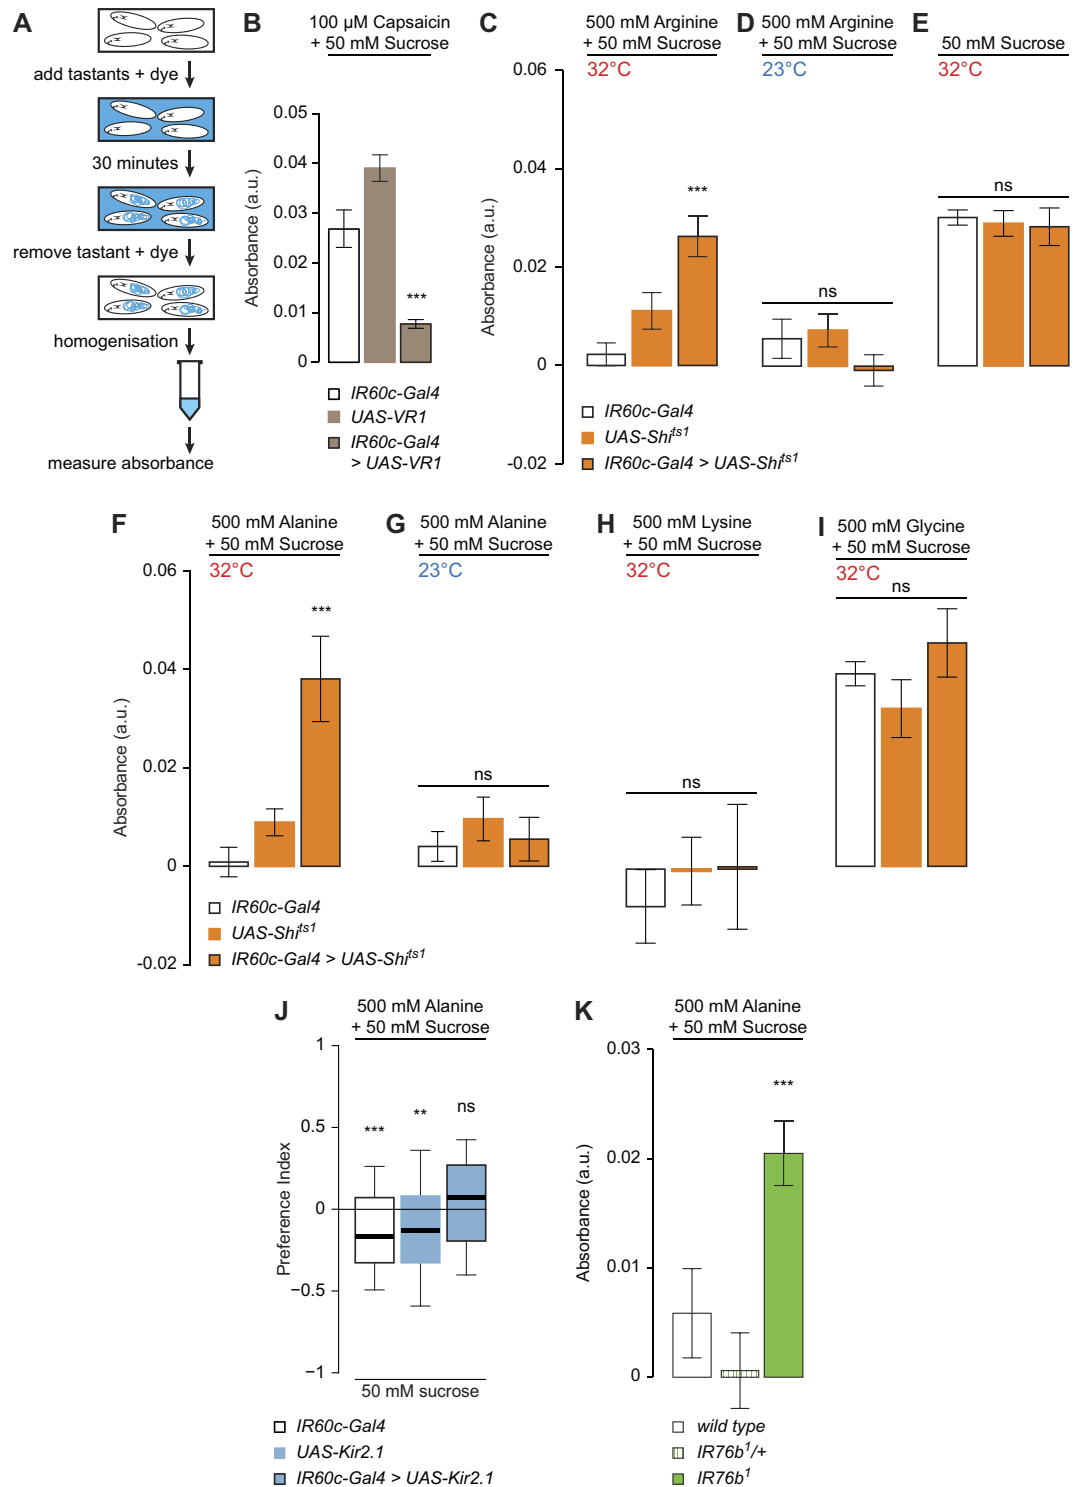 A
add tastants + dye
30 minutes
remove tastant + dye
homogenisation
measure absorbance
B
100 µM Capsaicin
+ 50 mM Sucrose
Absorbance (a.u.)
0.05
0.04
0.03
0.02
0.01
0
***
IR60c-Gal4
UAS-VR1
IR60c-Gal4
> UAS-VR1
C
500 mM Arginine
+ 50 mM Sucrose
32°C
Absorbance (a.u.)
0.06
0.04
0.02
0
-0.02
***
IR60c-Gal4
UAS-Shi^ts1
IR60c-Gal4 > UAS-Shi^ts1
D
500 mM Arginine
+ 50 mM Sucrose
23°C
ns
E
50 mM Sucrose
32°C
ns
F
500 mM Alanine
+ 50 mM Sucrose
32°C
Absorbance (a.u.)
0.06
0.04
0.02
0
-0.02
***
IR60c-Gal4
UAS-Shi^ts1
IR60c-Gal4 > UAS-Shi^ts1
G
500 mM Alanine
+ 50 mM Sucrose
23°C
ns
H
500 mM Lysine
+ 50 mM Sucrose
32°C
ns
I
500 mM Glycine
+ 50 mM Sucrose
32°C
ns
J
500 mM Alanine
+ 50 mM Sucrose
Preference Index
1
0.5
0
−0.5
−1
***
**
ns
50 mM sucrose
IR60c-Gal4
UAS-Kir2.1
IR60c-Gal4 > UAS-Kir2.1
K
500 mM Alanine
+ 50 mM Sucrose
Absorbance (a.u.)
0.03
0.02
0.01
0
***
wild type
IR76b^1/+
IR76b^1